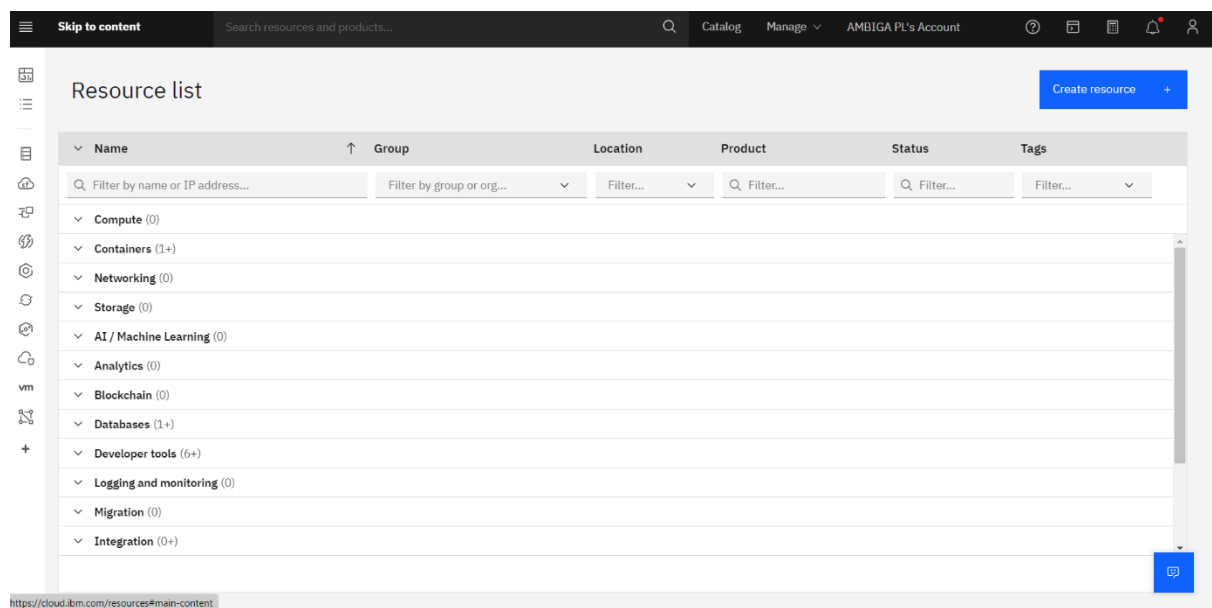 Skip to content Search resources and products... Catalog Manage AMBIGA PL's Account
Resource list Create resource +
Name Group Location Product Status Tags
Filter by name or IP address... Filter by group or org... Filter... Filter... Filter... Filter...
Compute (0)
Containers (1+)
Networking (0)
Storage (0)
AI / Machine Learning (0)
Analytics (0)
Blockchain (0)
vm
Databases (1+)
Developer tools (6+)
Logging and monitoring (0)
Migration (0)
Integration (0+)
https://cloud.ibm.com/resources#main-content